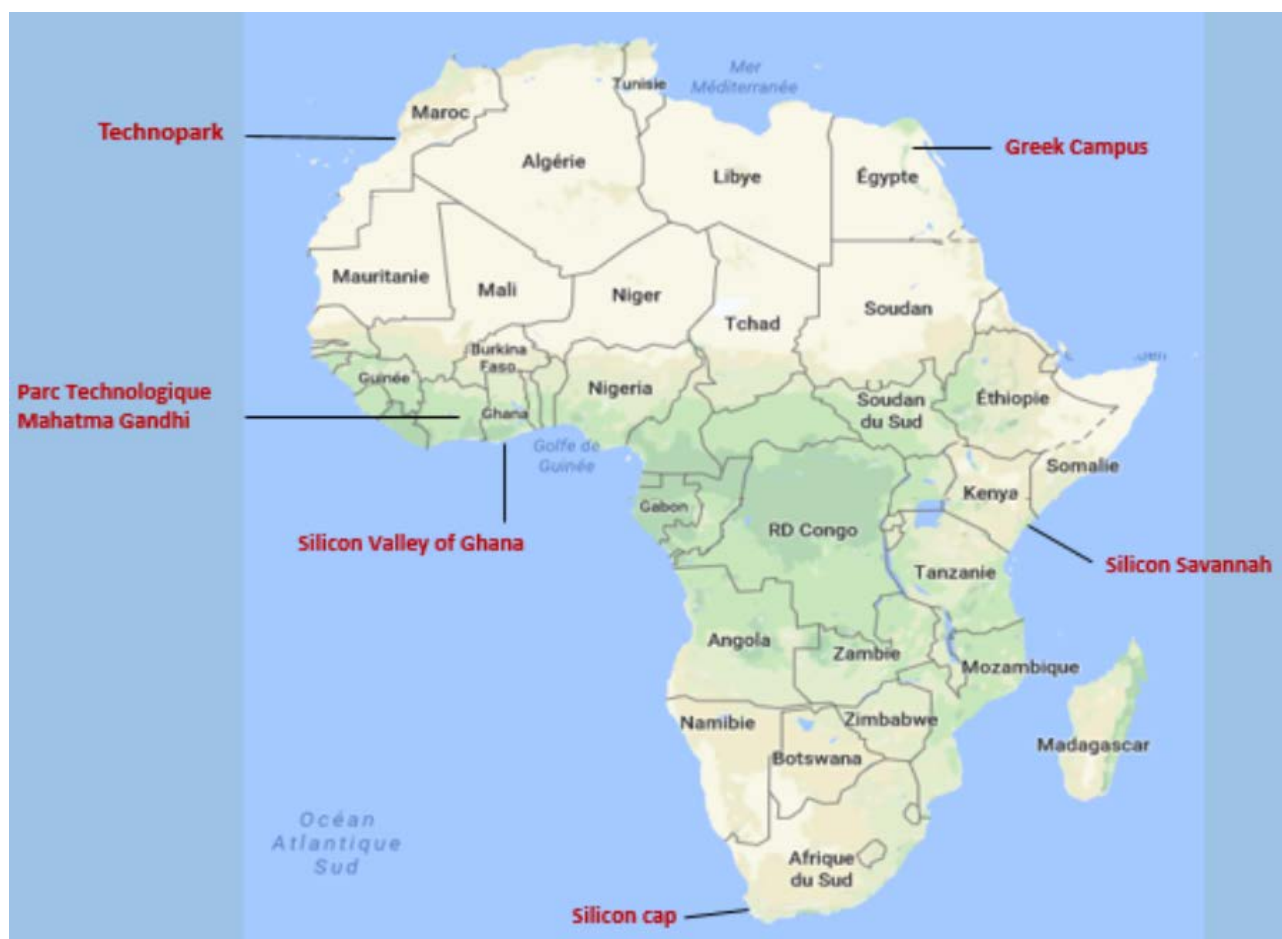 Mer
Méditerranée
Tunisie
Maroc
Technopark
Greek Campus
Algérie
Libye
Égypte
Mauritanie
Mali
Niger
Soudan
Tchad
Burkina
Faso
Guinée
Nigeria
Parc Technologique
Mahatma Gandhi
Ghana
Soudan
du Sud
Éthiopie
Golfe de
Guinée
Somalie
Kenya
Gabon
RD Congo
Silicon Valley of Ghana
Silicon Savannah
Tanzanie
Angola
Zambie
Mozambique
Namibie
Zimbabwe
Madagascar
Botswana
Océan
Atlantique
Sud
Afrique
du Sud
Silicon cap